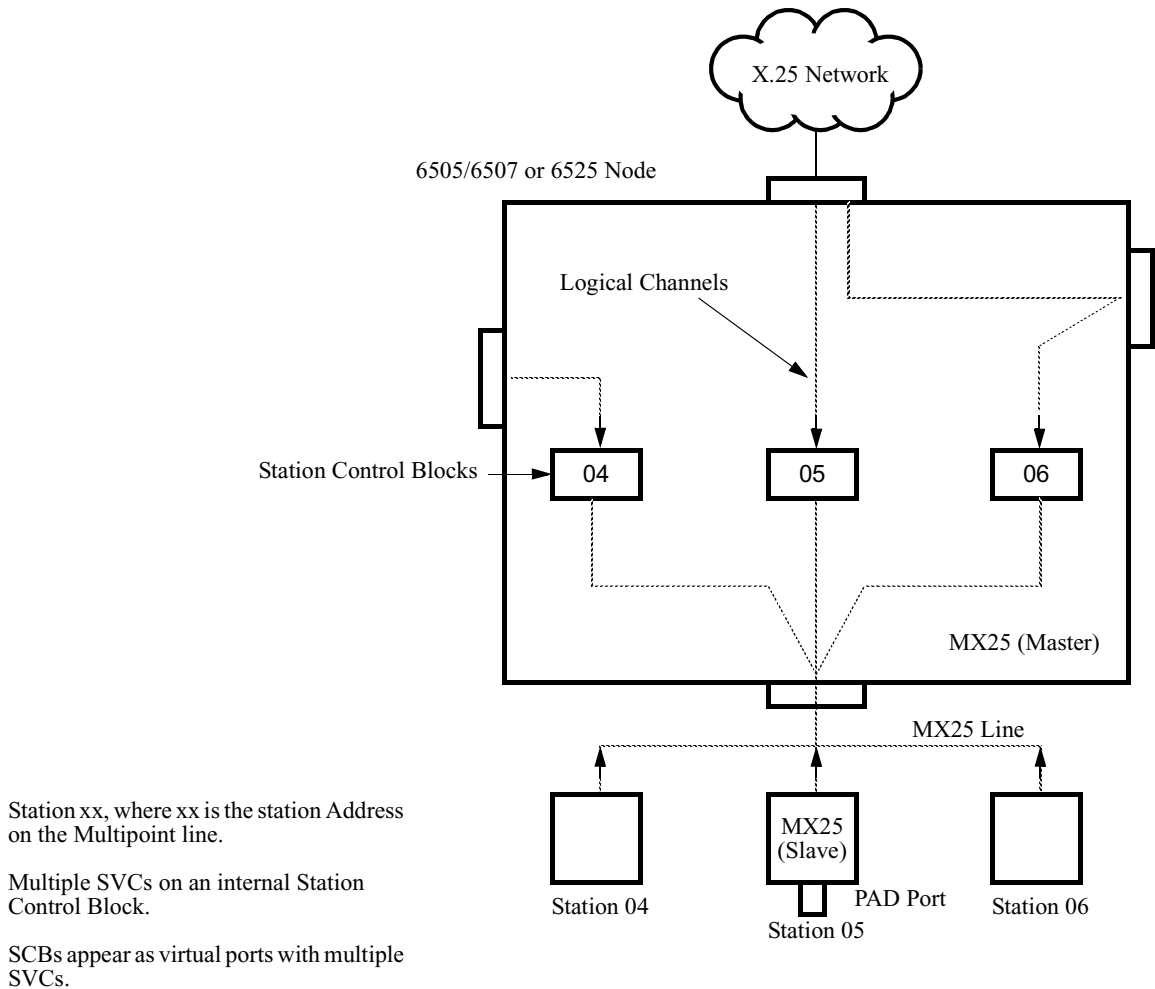 X.25 Network
6505/6507 or 6525 Node
Logical Channels
Station Control Blocks
04
05
06
MX25 (Master)
MX25 Line
MX25
(Slave)
PAD Port
Station 04
Station 05
Station 06
Station xx, where xx is the station Address
on the Multipoint line.
Multiple SVCs on an internal Station
Control Block.
SCBs appear as virtual ports with multiple
SVCs.